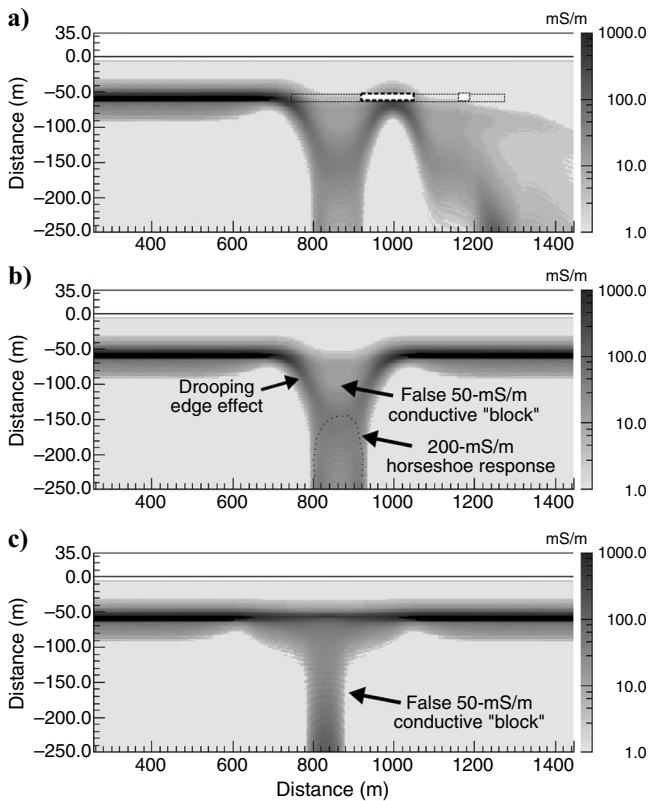 a)
mS/m
35.0
0.0
−50.0
−100.0
−150.0
−200.0
−250.0
Distance (m)
1000.0
100.0
10.0
1.0
400 600 800 1000 1200 1400
b)
mS/m
35.0
0.0
−50.0
−100.0
−150.0
−200.0
−250.0
Distance (m)
Drooping
edge effect
False 50-mS/m
conductive "block"
200-mS/m
horseshoe response
1000.0
100.0
10.0
1.0
400 600 800 1000 1200 1400
c)
mS/m
35.0
0.0
−50.0
−100.0
−150.0
−200.0
−250.0
Distance (m)
False 50-mS/m
conductive "block"
1000.0
100.0
10.0
1.0
400 600 800 1000 1200 1400
Distance (m)